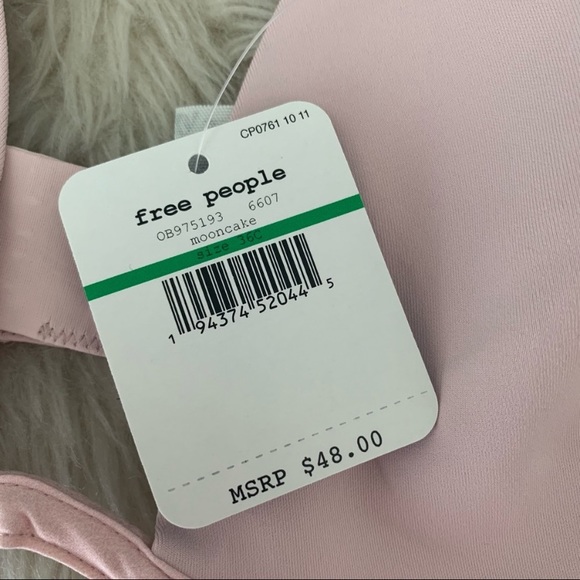 CP0761 10 11
free people
OB975193 6607
mooncake
size 36C
1 94374 52044 5
MSRP $48.00